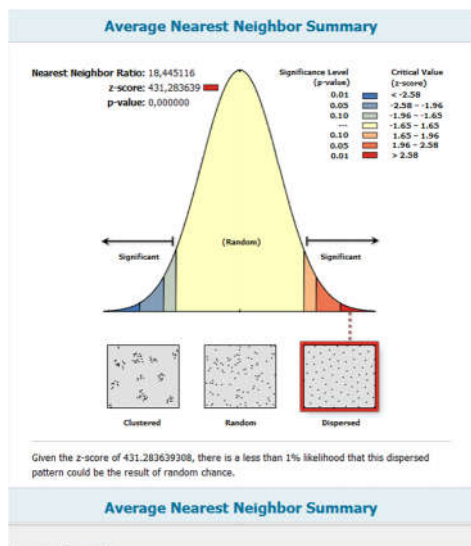 Average Nearest Neighbor Summary
Nearest Neighbor Ratio: 18,445116
z-score: 431,283639
p-value: 0,000000
Significance Level
(p-value)
Critical Value
(z-score)
0.01 < -2.58
0.05 -2.58 – -1.96
0.10 -1.96 – -1.65
--- -1.65 – 1.65
0.10 1.65 – 1.96
0.05 1.96 – 2.58
0.01 > 2.58
(Random)
Significant Significant
Clustered Random Dispersed
Given the z-score of 431.283639308, there is a less than 1% likelihood that this dispersed
pattern could be the result of random chance.
Average Nearest Neighbor Summary